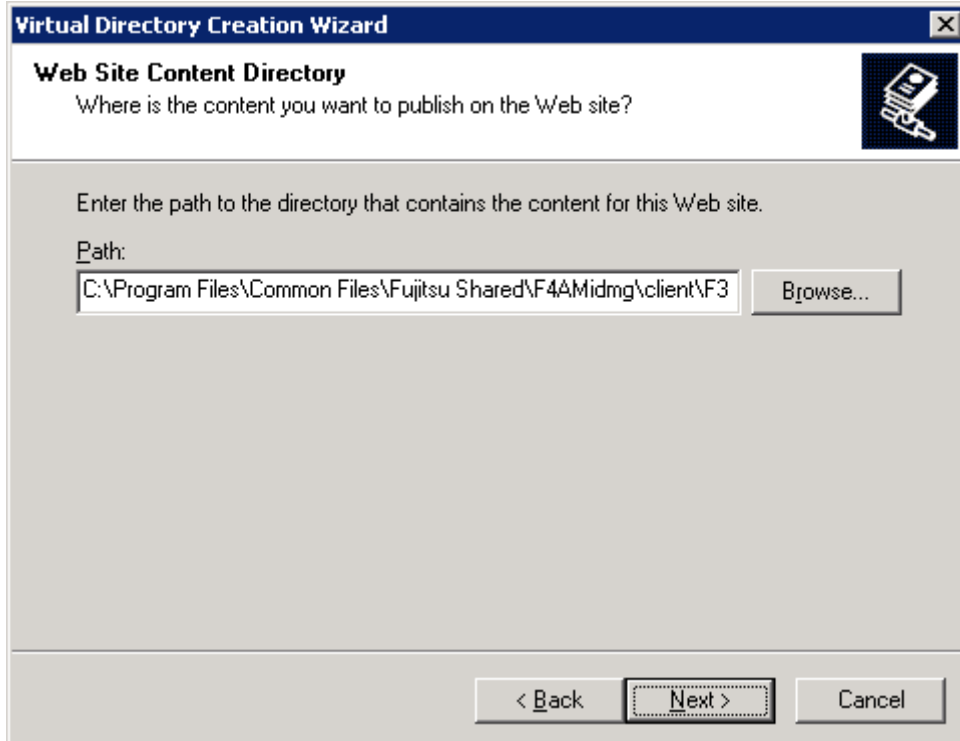 Virtual Directory Creation Wizard
Web Site Content Directory
Where is the content you want to publish on the Web site?
Enter the path to the directory that contains the content for this Web site.
Path:
C:\Program Files\Common Files\Fujitsu Shared\F4AMidmg\client\F3
Browse...
< Back
Next >
Cancel